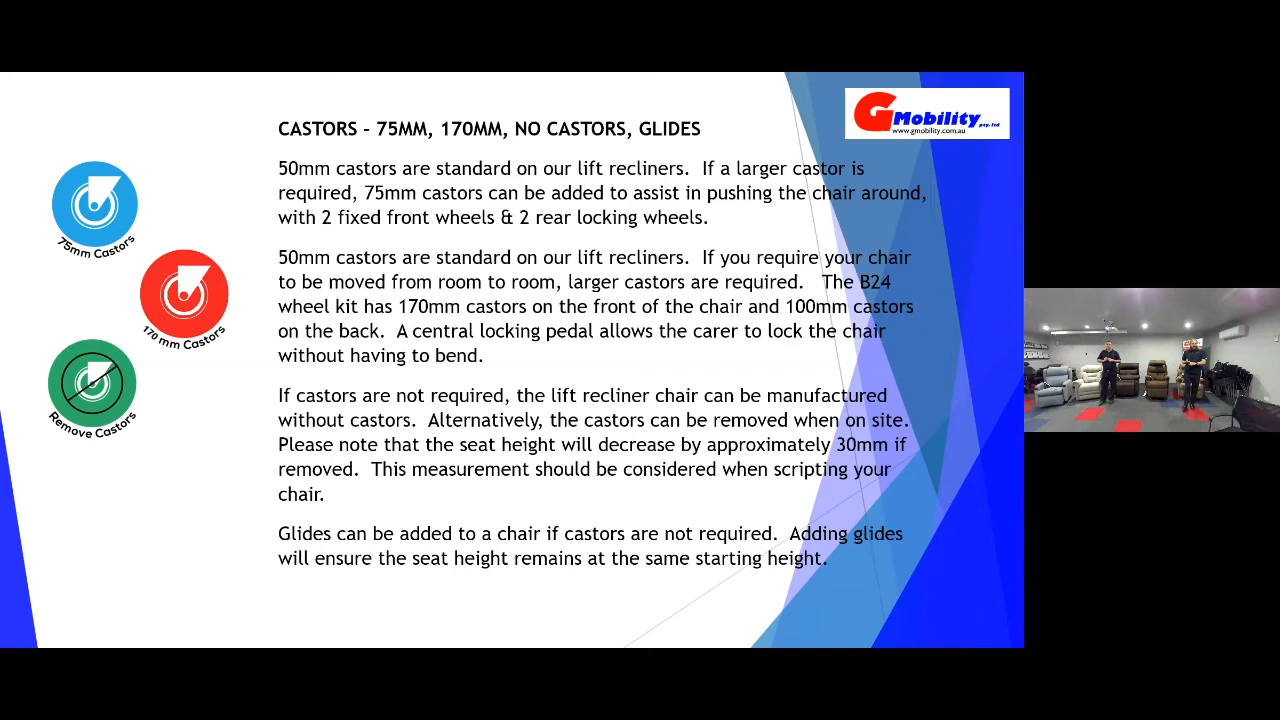 GMobility pty. ltd
www.gmobility.com.au
CASTORS – 75MM, 170MM, NO CASTORS, GLIDES
50mm castors are standard on our lift recliners.  If a larger castor is
required, 75mm castors can be added to assist in pushing the chair around,
with 2 fixed front wheels & 2 rear locking wheels.
50mm castors are standard on our lift recliners.  If you require your chair
to be moved from room to room, larger castors are required.   The B24
wheel kit has 170mm castors on the front of the chair and 100mm castors
on the back.  A central locking pedal allows the carer to lock the chair
without having to bend.
If castors are not required, the lift recliner chair can be manufactured
without castors.  Alternatively, the castors can be removed when on site.
Please note that the seat height will decrease by approximately 30mm if
removed.  This measurement should be considered when scripting your
chair.
Glides can be added to a chair if castors are not required.  Adding glides
will ensure the seat height remains at the same starting height.
75mm Castors
170 mm Castors
Remove Castors